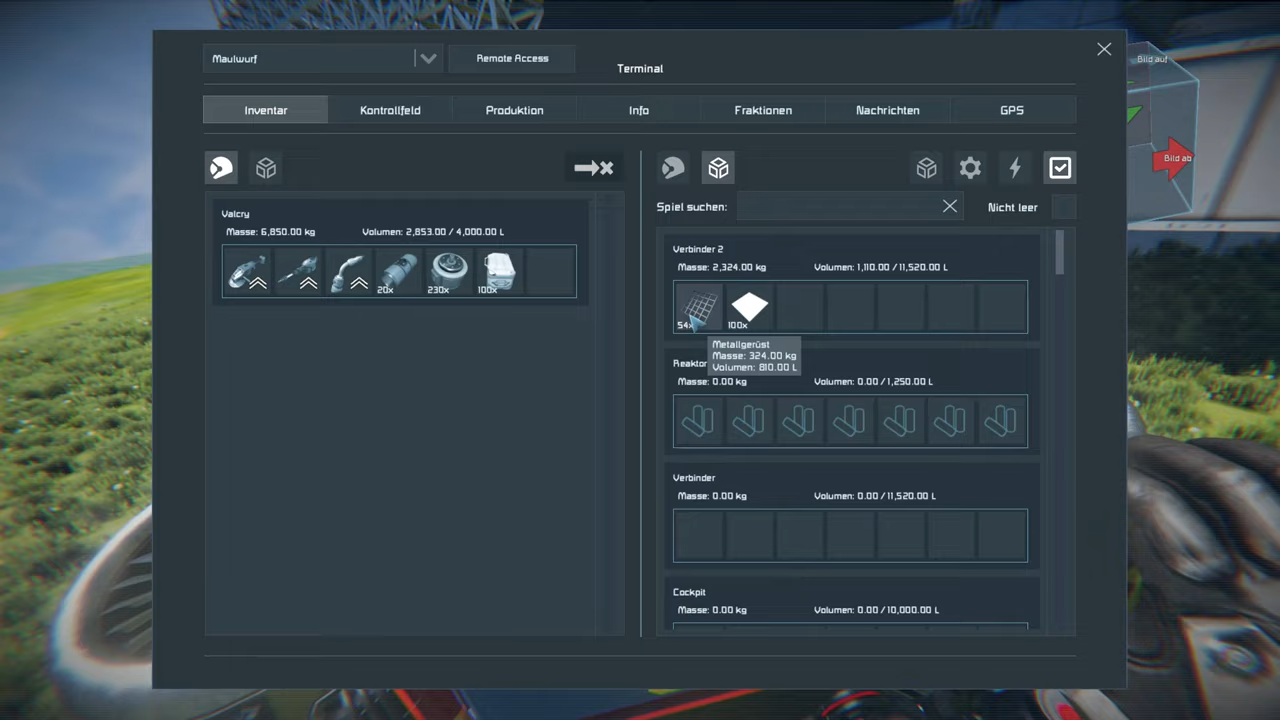 Maulwurf
Remote Access
Terminal
Bild auf
Bild ab
Inventar
Kontrollfeld
Produktion
Info
Fraktionen
Nachrichten
GPS
Spiel suchen:
Nicht leer
Valcry
Masse: 6,850.00 kg
Volumen: 2,853.00 / 4,000.00 L
20x
230x
100x
Verbinder 2
Masse: 2,324.00 kg
Volumen: 1,110.00 / 11,520.00 L
54x
100x
Metallgerüst
Masse: 324.00 kg
Volumen: 810.00 L
Reaktor
Masse: 0.00 kg
Volumen: 0.00 / 1,250.00 L
Verbinder
Masse: 0.00 kg
Volumen: 0.00 / 11,520.00 L
Cockpit
Masse: 0.00 kg
Volumen: 0.00 / 10,000.00 L